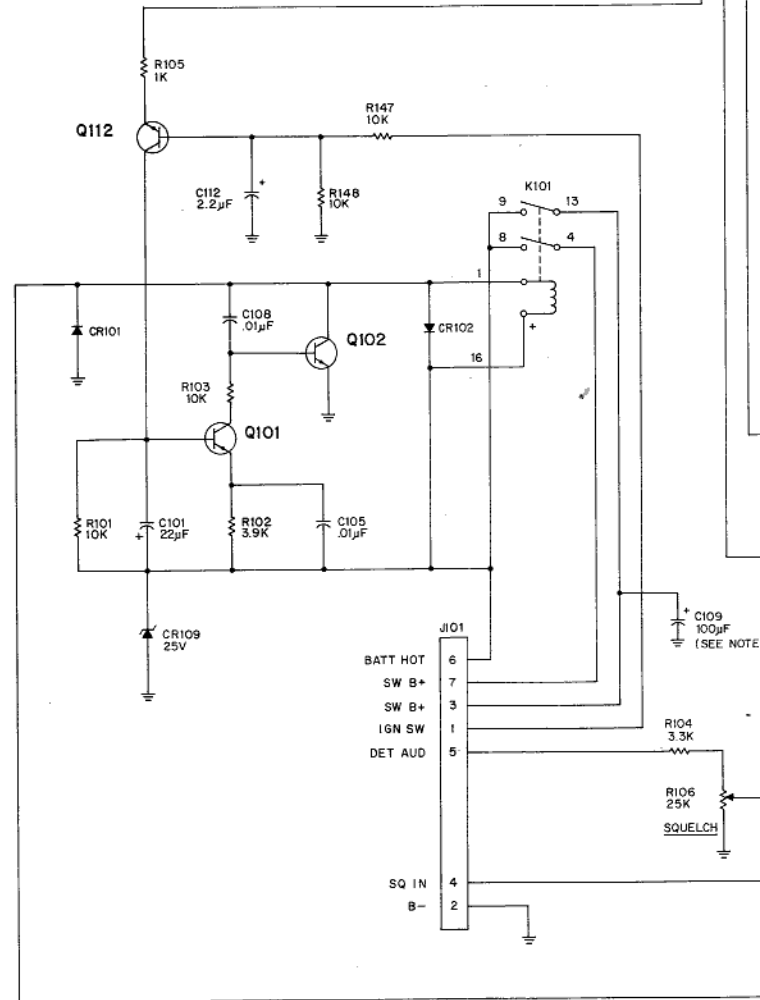 R105
1K
Q112
R147
10K
C112
2.2µF
+
R148
10K
K101
9
13
8
4
1
+
16
CR101
C108
.01µF
Q102
CR102
R103
10K
Q101
R101
10K
+
C101
22µF
R102
3.9K
C105
.01µF
CR109
25V
J101
+
C109
100µF
(SEE NOTE
BATT HOT 6
SW B+ 7
SW B+ 3
IGN SW 1
DET AUD 5
R104
3.3K
R106
25K
SQUELCH
SQ IN 4
B− 2